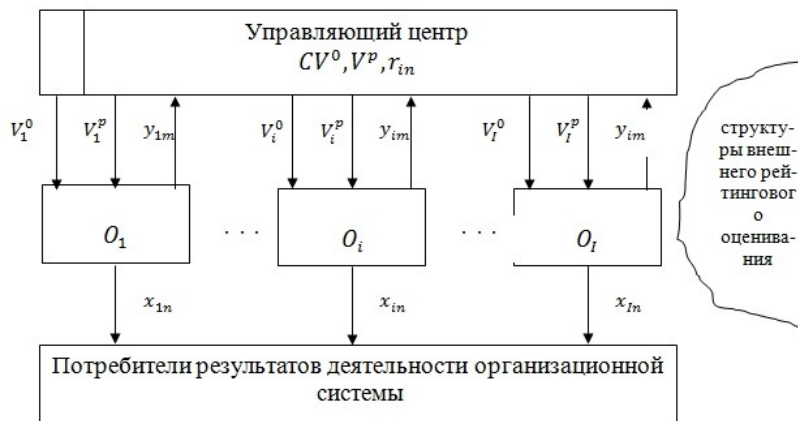 Управляющий центр
CV⁰, Vᵖ, rᵢₙ
V₁⁰ V₁ᵖ y₁ₘ Vᵢ⁰ Vᵢᵖ yᵢₘ V_I⁰ V_Iᵖ yᵢₘ
O₁ . . . Oᵢ . . . O_I
x₁ₙ xᵢₙ x_Iₙ
Потребители результатов деятельности организационной
системы
структу-
ры внеш-
него рей-
тинговог
о
оценива-
ния